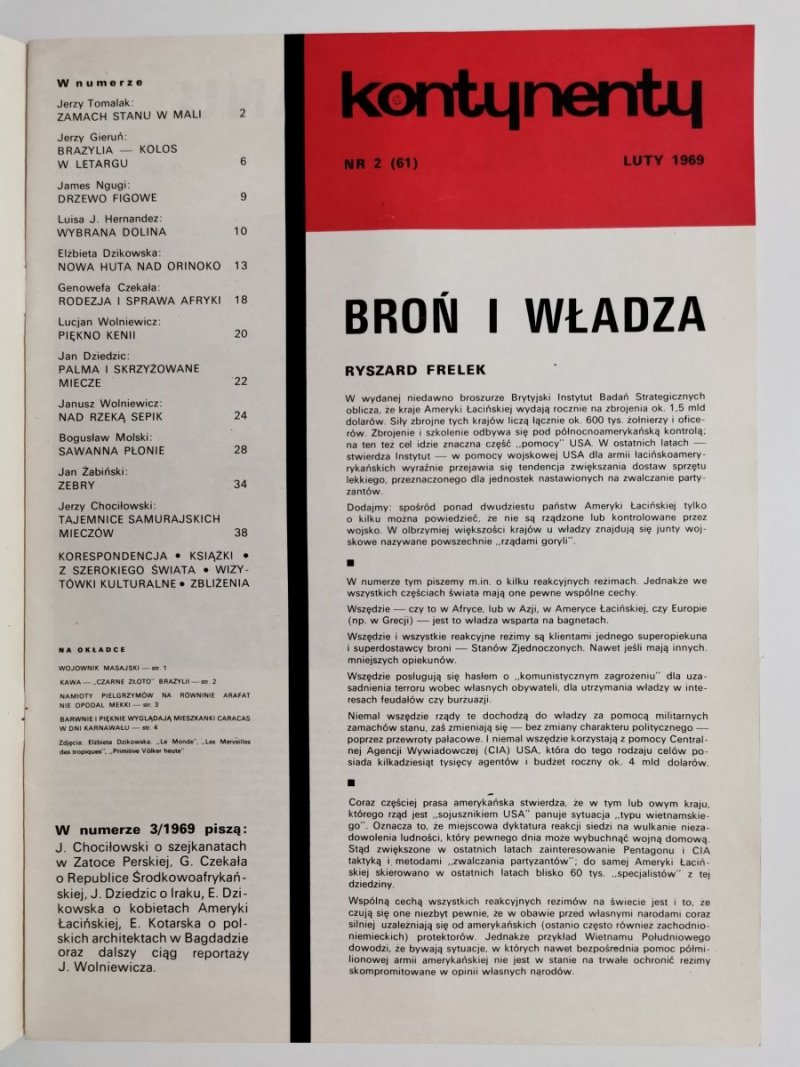 W numerze
Jerzy Tomalak:
ZAMACH STANU W MALI 2
Jerzy Gieruń:
BRAZYLIA — KOLOS
W LETARGU 6
James Ngugi:
DRZEWO FIGOWE 9
Luisa J. Hernandez:
WYBRANA DOLINA 10
Elżbieta Dzikowska:
NOWA HUTA NAD ORINOKO 13
Genowefa Czekała:
RODEZJA I SPRAWA AFRYKI 18
Lucjan Wolniewicz:
PIĘKNO KENII 20
Jan Dziedzic:
PALMA I SKRZYŻOWANE
MIECZE 22
Janusz Wolniewicz:
NAD RZEKĄ SEPIK 24
Bogusław Molski:
SAWANNA PŁONIE 28
Jan Żabiński:
ZEBRY 34
Jerzy Chociłowski:
TAJEMNICE SAMURAJSKICH
MIECZÓW 38
KORESPONDENCJA • KSIĄŻKI •
Z SZEROKIEGO ŚWIATA • WIZY-
TÓWKI KULTURALNE • ZBLIŻENIA
NA OKŁADCE
WOJOWNIK MASAJSKI — str. 1
KAWA — „CZARNE ZŁOTO" BRAZYLII — str. 2
NAMIOTY PIELGRZYMÓW NA RÓWNINIE ARAFAT
NIE OPODAL MEKKI — str. 3
BARWNIE I PIĘKNIE WYGLĄDAJĄ MIESZKANKI CARACAS
W DNI KARNAWAŁU — str. 4
Zdjęcia: Elżbieta Dzikowska, „Le Monde", „Les Merveilles
des tropiques", „Primitive Völker heute"
W numerze 3/1969 piszą:
J. Chociłowski o szejkanatach
w Zatoce Perskiej, G. Czekała
o Republice Środkowoafrykań-
skiej, J. Dziedzic o Iraku, E. Dzi-
kowska o kobietach Ameryki
Łacińskiej, E. Kotarska o pol-
skich architektach w Bagdadzie
oraz dalszy ciąg reportaży
J. Wolniewicza.
kontynenty
NR 2 (61) LUTY 1969
BROŃ I WŁADZA
RYSZARD FRELEK
W wydanej niedawno broszurze Brytyjski Instytut Badań Strategicznych
oblicza, że kraje Ameryki Łacińskiej wydają rocznie na zbrojenia ok. 1,5 mld
dolarów. Siły zbrojne tych krajów liczą łącznie ok. 600 tys. żołnierzy i ofice-
rów. Zbrojenie i szkolenie odbywa się pod północnoamerykańską kontrolą;
na ten też cel idzie znaczna część „pomocy" USA. W ostatnich latach —
stwierdza Instytut — w pomocy wojskowej USA dla armii łacińskoamery-
rykańskich wyraźnie przejawia się tendencja zwiększania dostaw sprzętu
lekkiego, przeznaczonego dla jednostek nastawionych na zwalczanie party-
zantów.
Dodajmy: spośród ponad dwudziestu państw Ameryki Łacińskiej tylko
o kilku można powiedzieć, że nie są rządzone lub kontrolowane przez
wojsko. W olbrzymiej większości krajów u władzy znajdują się junty woj-
skowe nazywane powszechnie „rządami goryli".
■
W numerze tym piszemy m.in. o kilku reakcyjnych reżimach. Jednakże we
wszystkich częściach świata mają one pewne wspólne cechy.
Wszędzie — czy to w Afryce, lub w Azji, w Ameryce Łacińskiej, czy Europie
(np. w Grecji) — jest to władza wsparta na bagnetach.
Wszędzie i wszystkie reakcyjne reżimy są klientami jednego superopiekuna
i superdostawcy broni — Stanów Zjednoczonych. Nawet jeśli mają innych.
mniejszych opiekunów.
Wszędzie posługują się hasłem o „komunistycznym zagrożeniu" dla uza-
sadnienia terroru wobec własnych obywateli, dla utrzymania władzy w inte-
resach feudałów czy burżuazji.
Niemal wszędzie rządy te dochodzą do władzy za pomocą militarnych
zamachów stanu, zaś zmieniają się — bez zmiany charakteru politycznego —
poprzez przewroty pałacowe. I niemal wszędzie korzystają z pomocy Central-
nej Agencji Wywiadowczej (CIA) USA, która do tego rodzaju celów po-
siada kilkadziesiąt tysięcy agentów i budżet roczny ok. 4 mld dolarów.
■
Coraz częściej prasa amerykańska stwierdza, że w tym lub owym kraju,
którego rząd jest „sojusznikiem USA" panuje sytuacja „typu wietnamskie-
go". Oznacza to, że miejscowa dyktatura reakcji siedzi na wulkanie nieza-
dowolenia ludności, który pewnego dnia może wybuchnąć wojną domową.
Stąd zwiększone w ostatnich latach zainteresowanie Pentagonu i CIA
taktyką i metodami „zwalczania partyzantów"; do samej Ameryki Łaciń-
skiej skierowano w ostatnich latach blisko 60 tys. „specjalistów" z tej
dziedziny.
Wspólną cechą wszystkich reakcyjnych reżimów na świecie jest i to, że
czują się one niezbyt pewnie, że w obawie przed własnymi narodami coraz
silniej uzależniają się od amerykańskich (ostanio często również zachodnio-
niemieckich) protektorów. Jednakże przykład Wietnamu Południowego
dowodzi, że bywają sytuacje, w których nawet bezpośrednia pomoc półmi-
lionowej armii amerykańskiej nie jest w stanie na trwałe ochronić reżimy
skompromitowane w opinii własnych narodów.